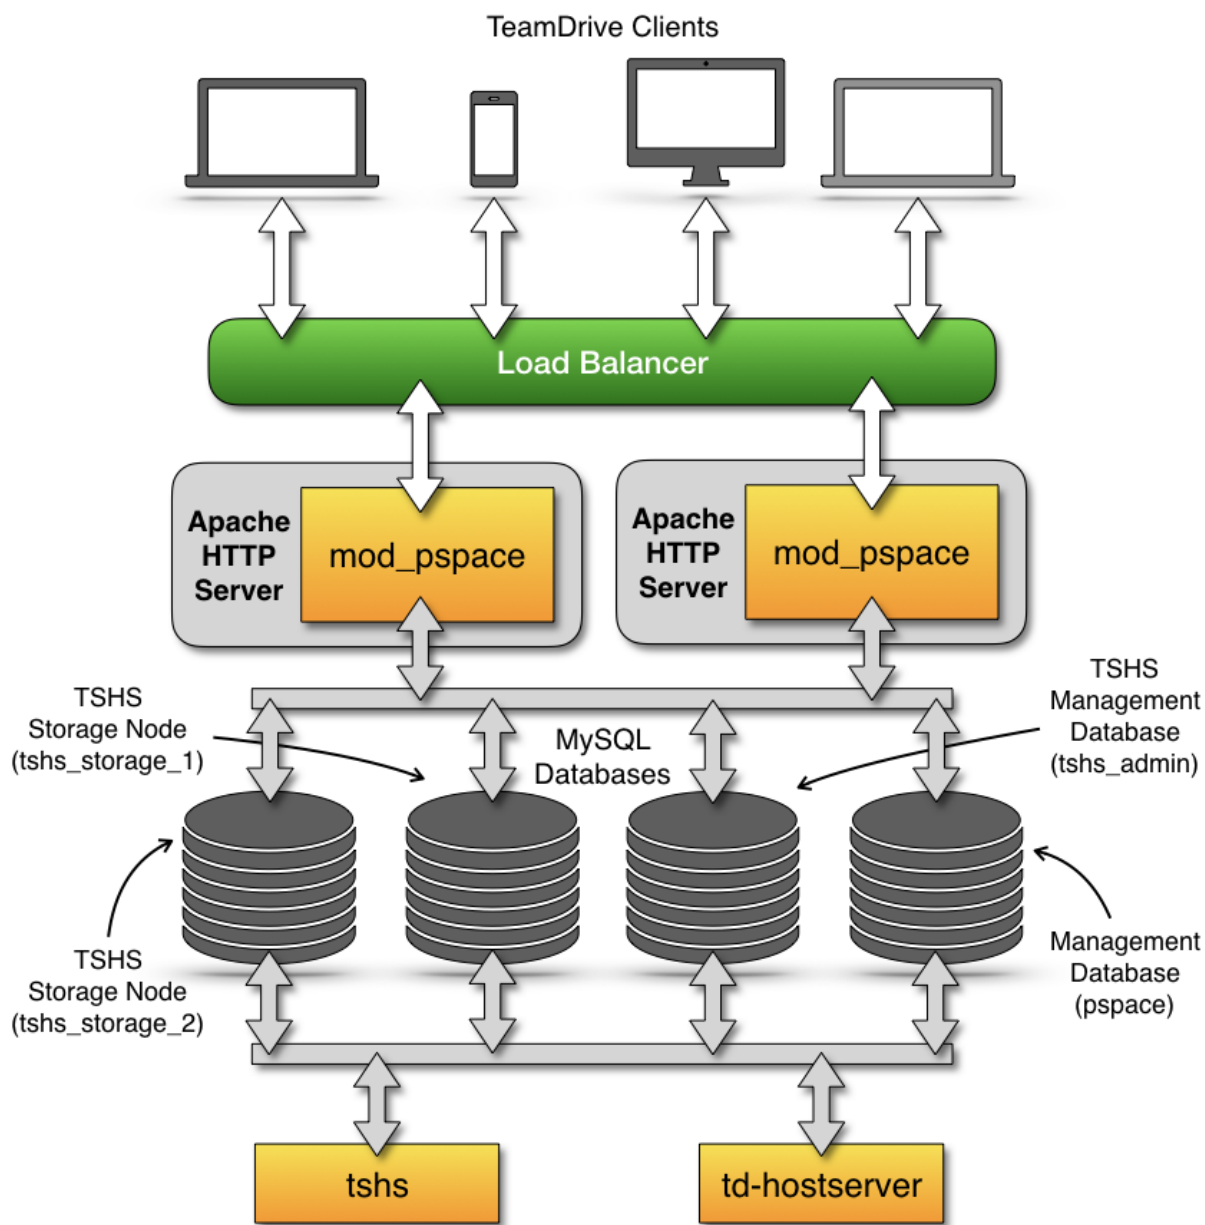 TeamDrive Clients
Load Balancer
Apache
HTTP
Server
mod_pspace
Apache
HTTP
Server
mod_pspace
TSHS
Storage Node
(tshs_storage_1)
MySQL
Databases
TSHS
Management
Database
(tshs_admin)
TSHS
Storage Node
(tshs_storage_2)
Management
Database
(pspace)
tshs
td-hostserver